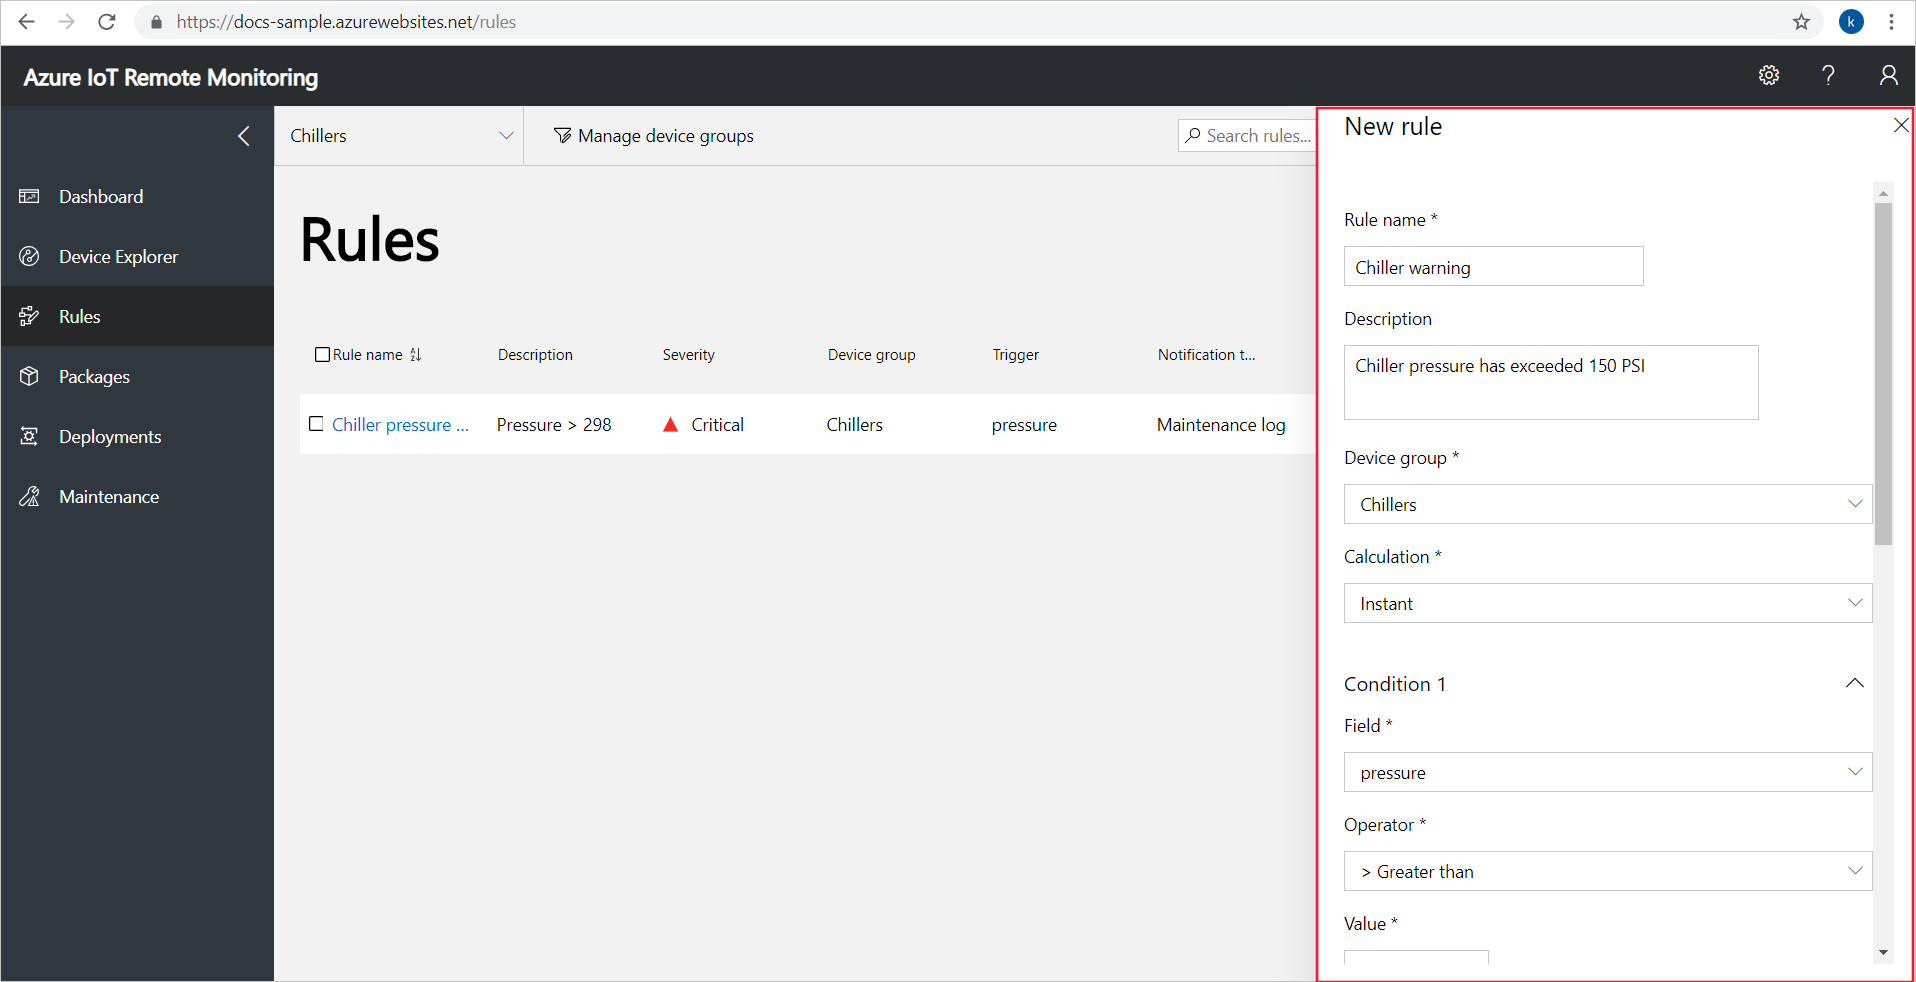 https://docs-sample.azurewebsites.net/rules
k
Azure IoT Remote Monitoring
?
Chillers
Manage device groups
Search rules...
Dashboard
Device Explorer
Rules
Packages
Deployments
Maintenance
Rules
Rule name
Description
Severity
Device group
Trigger
Notification t...
Chiller pressure ...
Pressure > 298
Critical
Chillers
pressure
Maintenance log
New rule
Rule name *
Chiller warning
Description
Chiller pressure has exceeded 150 PSI
Device group *
Chillers
Calculation *
Instant
Condition 1
Field *
pressure
Operator *
> Greater than
Value *